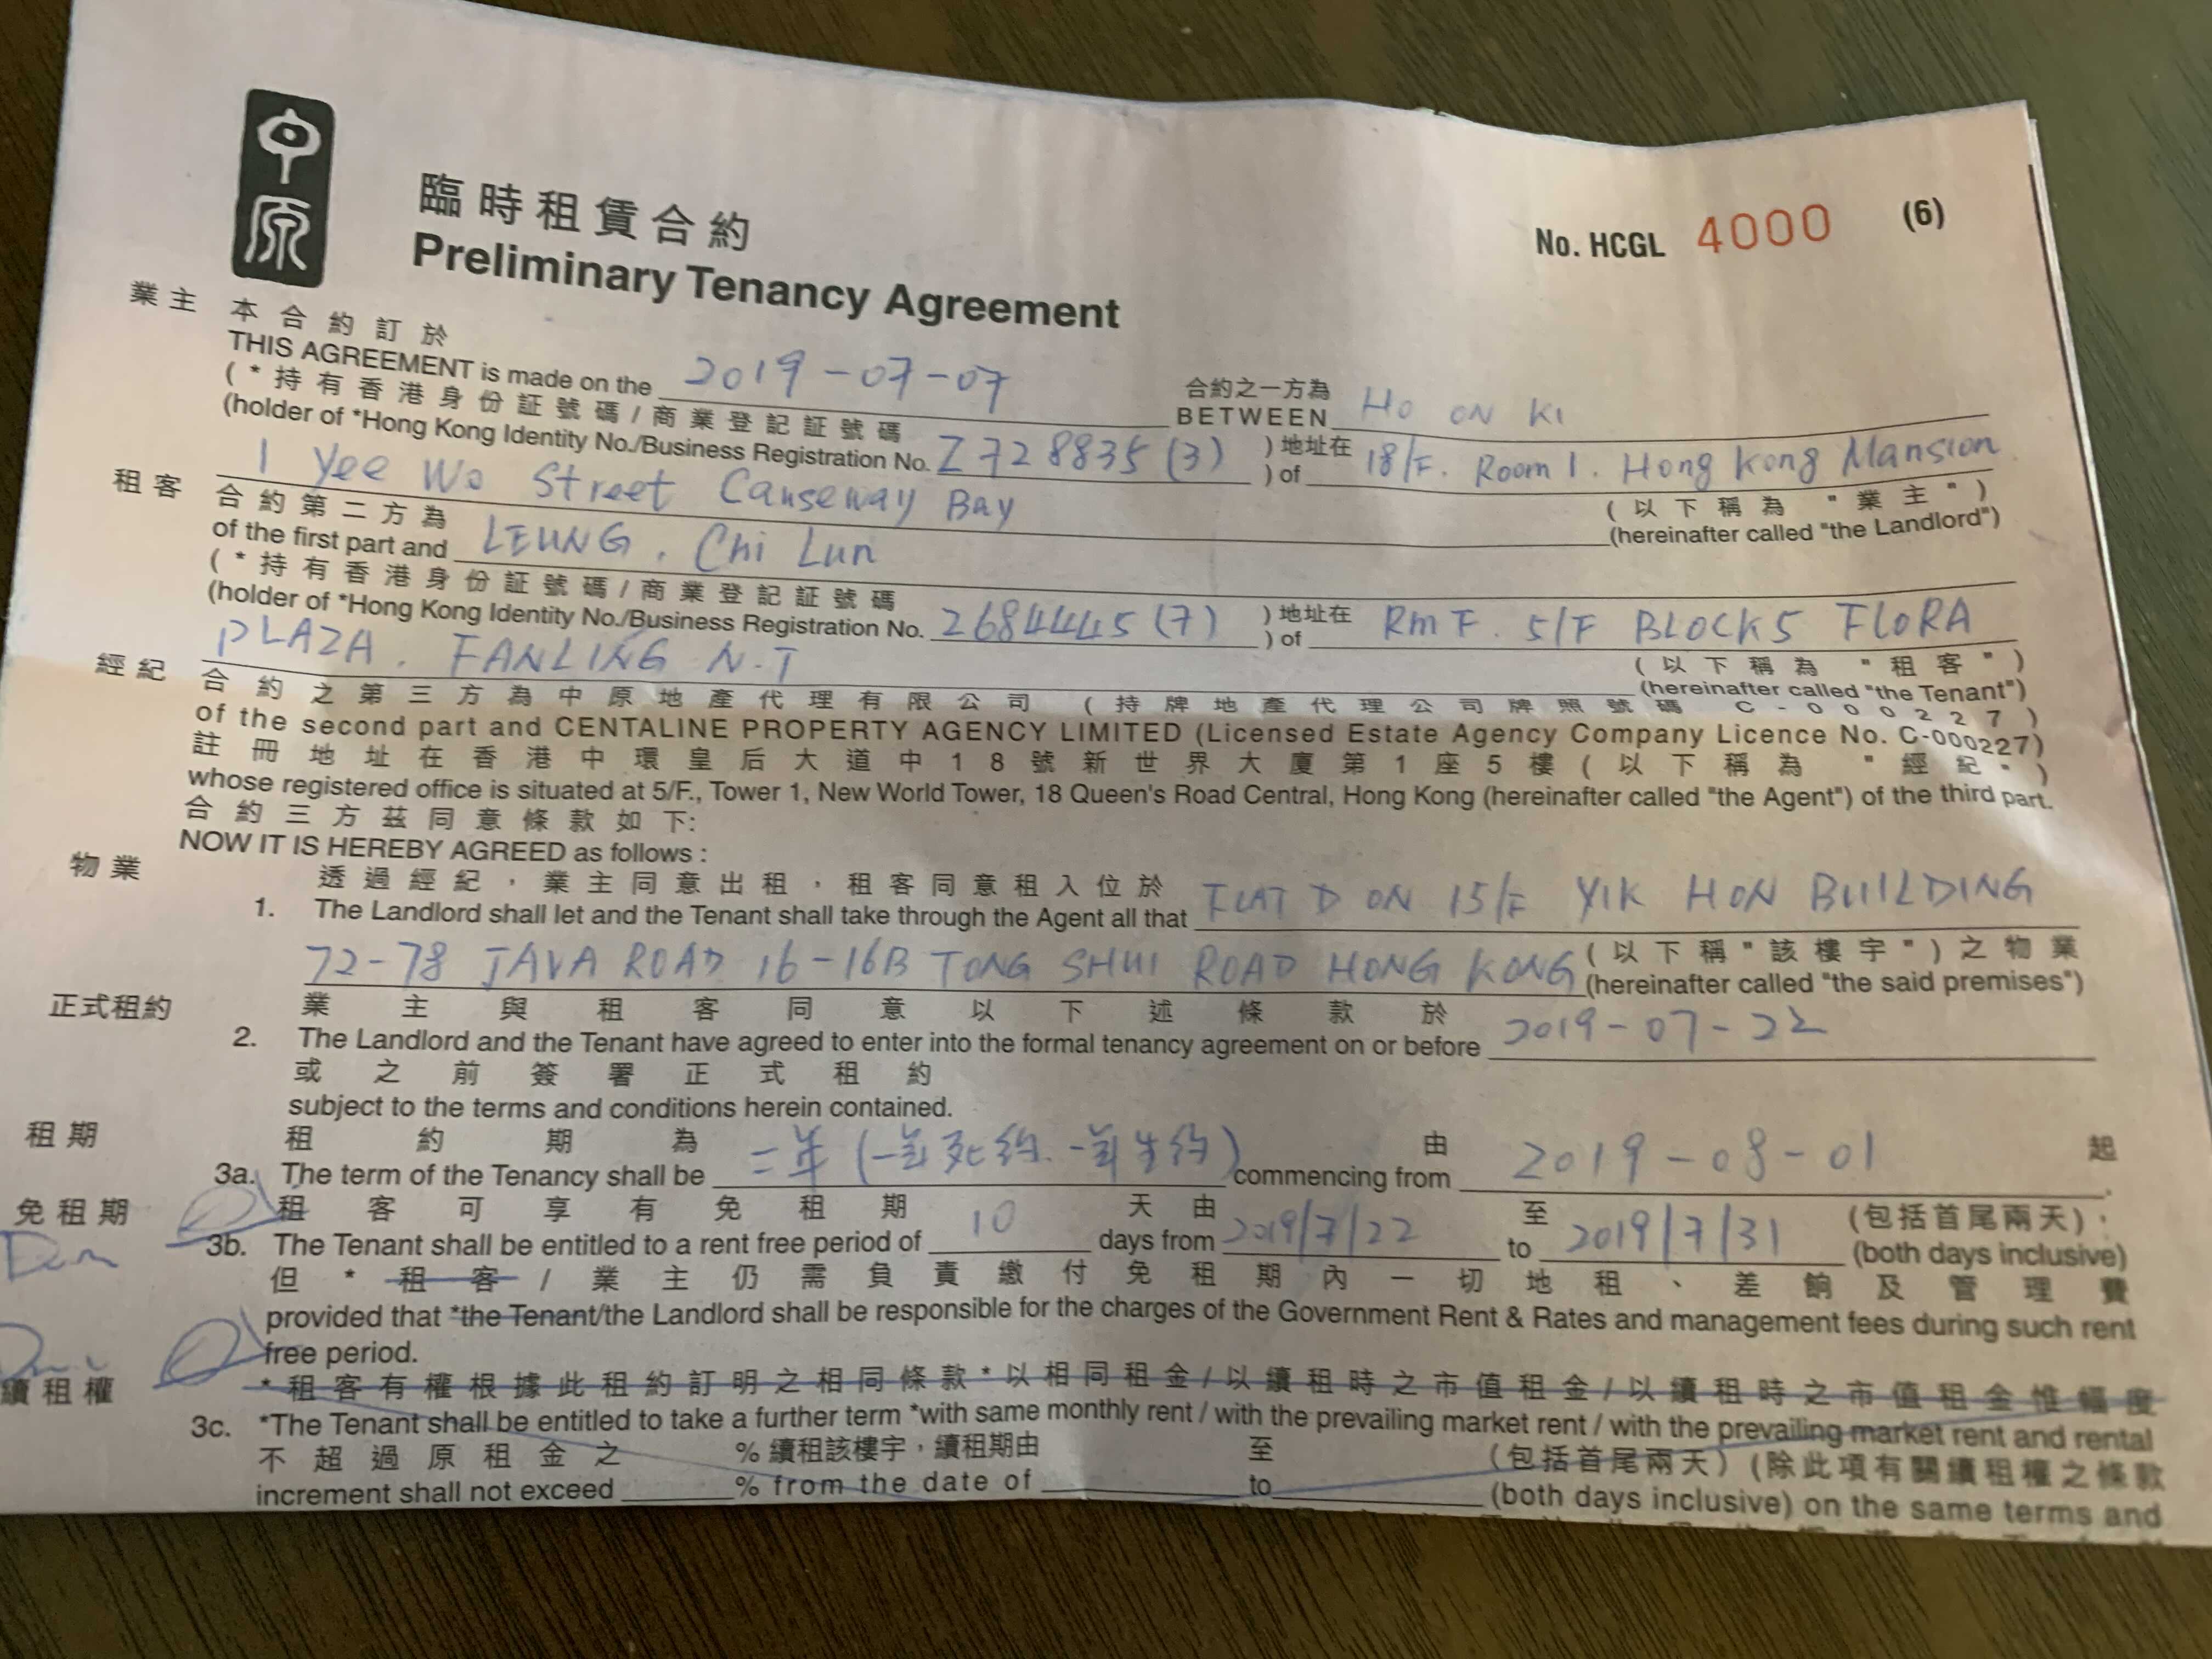 中原
臨時租賃合約
Preliminary Tenancy Agreement
No. HCGL 4000 (6)
業主 本合約訂於
THIS AGREEMENT is made on the 2019-07-07 合約之一方為
BETWEEN HO ON KI
(*持有香港身份証號碼/商業登記証號碼
(holder of *Hong Kong Identity No./Business Registration No. Z728835(3) )地址在
) of 18/F. Room 1. Hong Kong Mansion
1 Yee Wo Street Causeway Bay
(以下稱為"業主")
(hereinafter called "the Landlord")
租客 合約第二方為
of the first part and LEUNG, Chi Lun
(*持有香港身份証號碼/商業登記証號碼
(holder of *Hong Kong Identity No./Business Registration No. 2684445(7) )地址在
) of Rm F. 5/F BLOCK 5 FLORA
PLAZA. FANLING N.T
(以下稱為"租客")
(hereinafter called "the Tenant")
經紀 合約之第三方為中原地產代理有限公司(持牌地產代理公司牌照號碼 C-000227)
of the second part and CENTALINE PROPERTY AGENCY LIMITED (Licensed Estate Agency Company Licence No. C-000227)
註冊地址在香港中環皇后大道中18號新世界大廈第1座5樓(以下稱為"經紀")
whose registered office is situated at 5/F., Tower 1, New World Tower, 18 Queen's Road Central, Hong Kong (hereinafter called "the Agent") of the third part.
合約三方茲同意條款如下:
NOW IT IS HEREBY AGREED as follows :
物業 透過經紀,業主同意出租,租客同意租入位於
1. The Landlord shall let and the Tenant shall take through the Agent all that FLAT D ON 15/F YIK HON BUILDING
72-78 JAVA ROAD 16-16B TONG SHUI ROAD HONG KONG (以下稱"該樓宇")之物業
(hereinafter called "the said premises")
正式租約 業主與租客同意以下述條款於
2. The Landlord and the Tenant have agreed to enter into the formal tenancy agreement on or before 2019-07-22
或之前簽署正式租約
subject to the terms and conditions herein contained.
租期 租約期為 由 起
3a. The term of the Tenancy shall be 二年(一年死約.一年生約) commencing from 2019-08-01
免租期 租客可享有免租期 天由 至 (包括首尾兩天),
3b. The Tenant shall be entitled to a rent free period of 10 days from 2019/7/22 to 2019/7/31 (both days inclusive)
但*租客/業主仍需負責繳付免租期內一切地租、差餉及管理費
provided that *the Tenant/the Landlord shall be responsible for the charges of the Government Rent & Rates and management fees during such rent
free period.
續租權 *租客有權根據此租約訂明之相同條款*以相同租金/以續租時之市值租金/以續租時之市值租金惟幅度
3c. *The Tenant shall be entitled to take a further term *with same monthly rent / with the prevailing market rent / with the prevailing market rent and rental
不超過原租金之 %續租該樓宇,續租期由 至 (包括首尾兩天)(除此項有關續租權之條款
increment shall not exceed % from the date of to (both days inclusive) on the same terms and